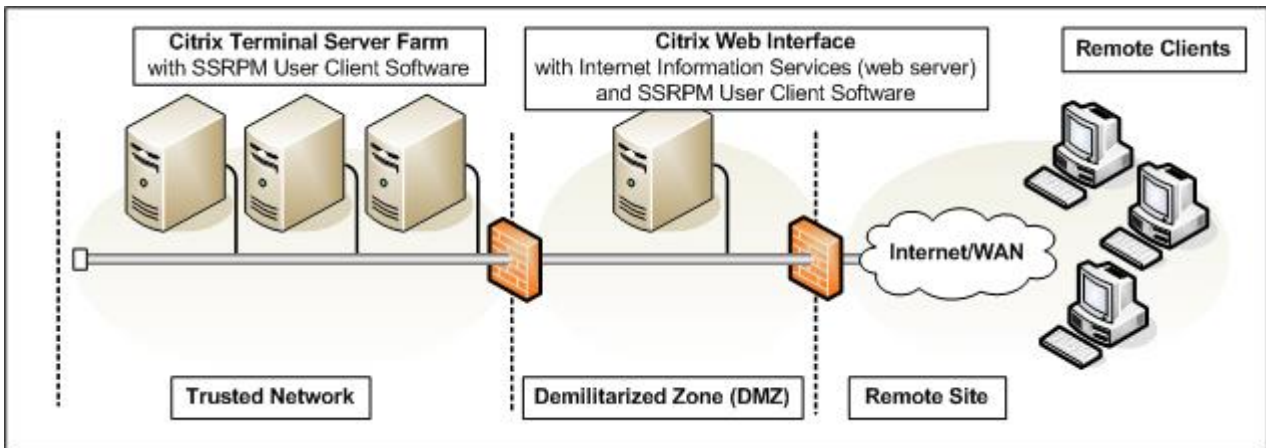 Citrix Terminal Server Farm
with SSRPM User Client Software
Citrix Web Interface
with Internet Information Services (web server)
and SSRPM User Client Software
Remote Clients
Internet/WAN
Trusted Network
Demilitarized Zone (DMZ)
Remote Site